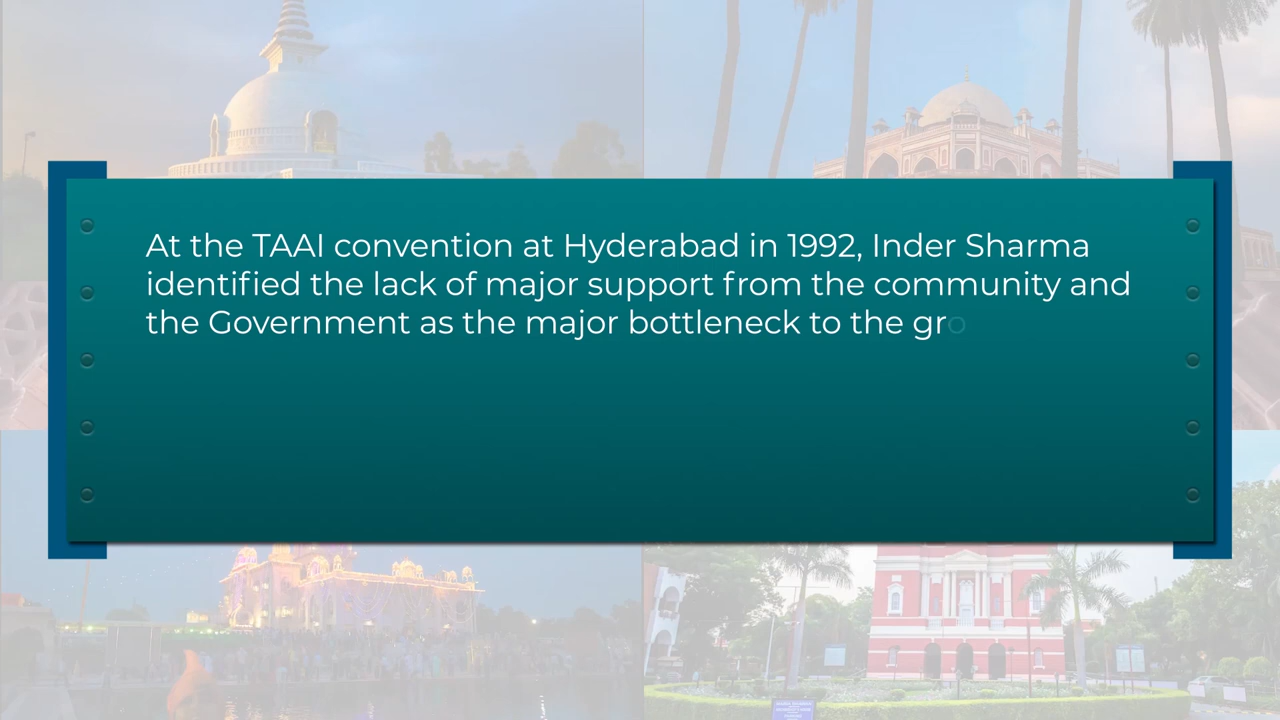 At the TAAI convention at Hyderabad in 1992, Inder Sharma
identified the lack of major support from the community and
the Government as the major bottleneck to the gro